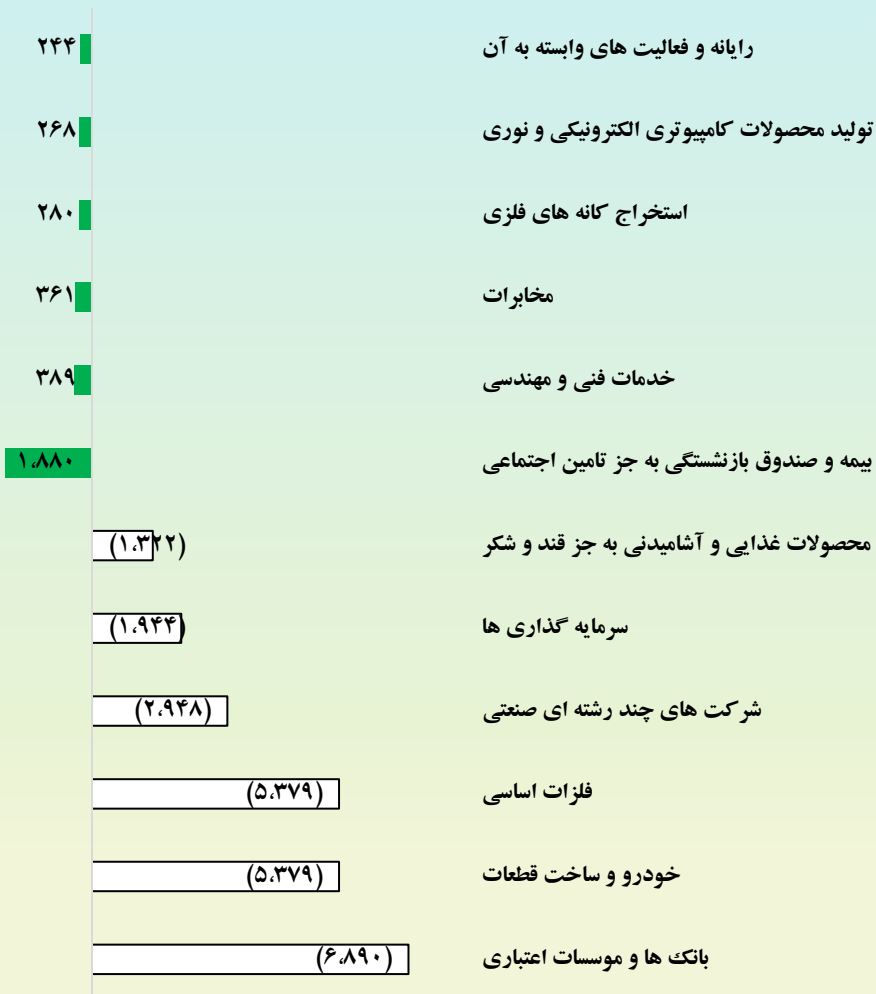 رایانه و فعالیت های وابسته به آن ۲۴۴
تولید محصولات کامپیوتری الکترونیکی و نوری ۲۶۸
استخراج کانه های فلزی ۲۸۰
مخابرات ۳۶۱
خدمات فنی و مهندسی ۳۸۹
بیمه و صندوق بازنشستگی به جز تامین اجتماعی ۱،۸۸۰
محصولات غذایی و آشامیدنی به جز قند و شکر (۱،۳۲۲)
سرمایه گذاری ها (۱،۹۴۴)
شرکت های چند رشته ای صنعتی (۲،۹۴۸)
فلزات اساسی (۵،۳۷۹)
خودرو و ساخت قطعات (۵،۳۷۹)
بانک ها و موسسات اعتباری (۶،۸۹۰)